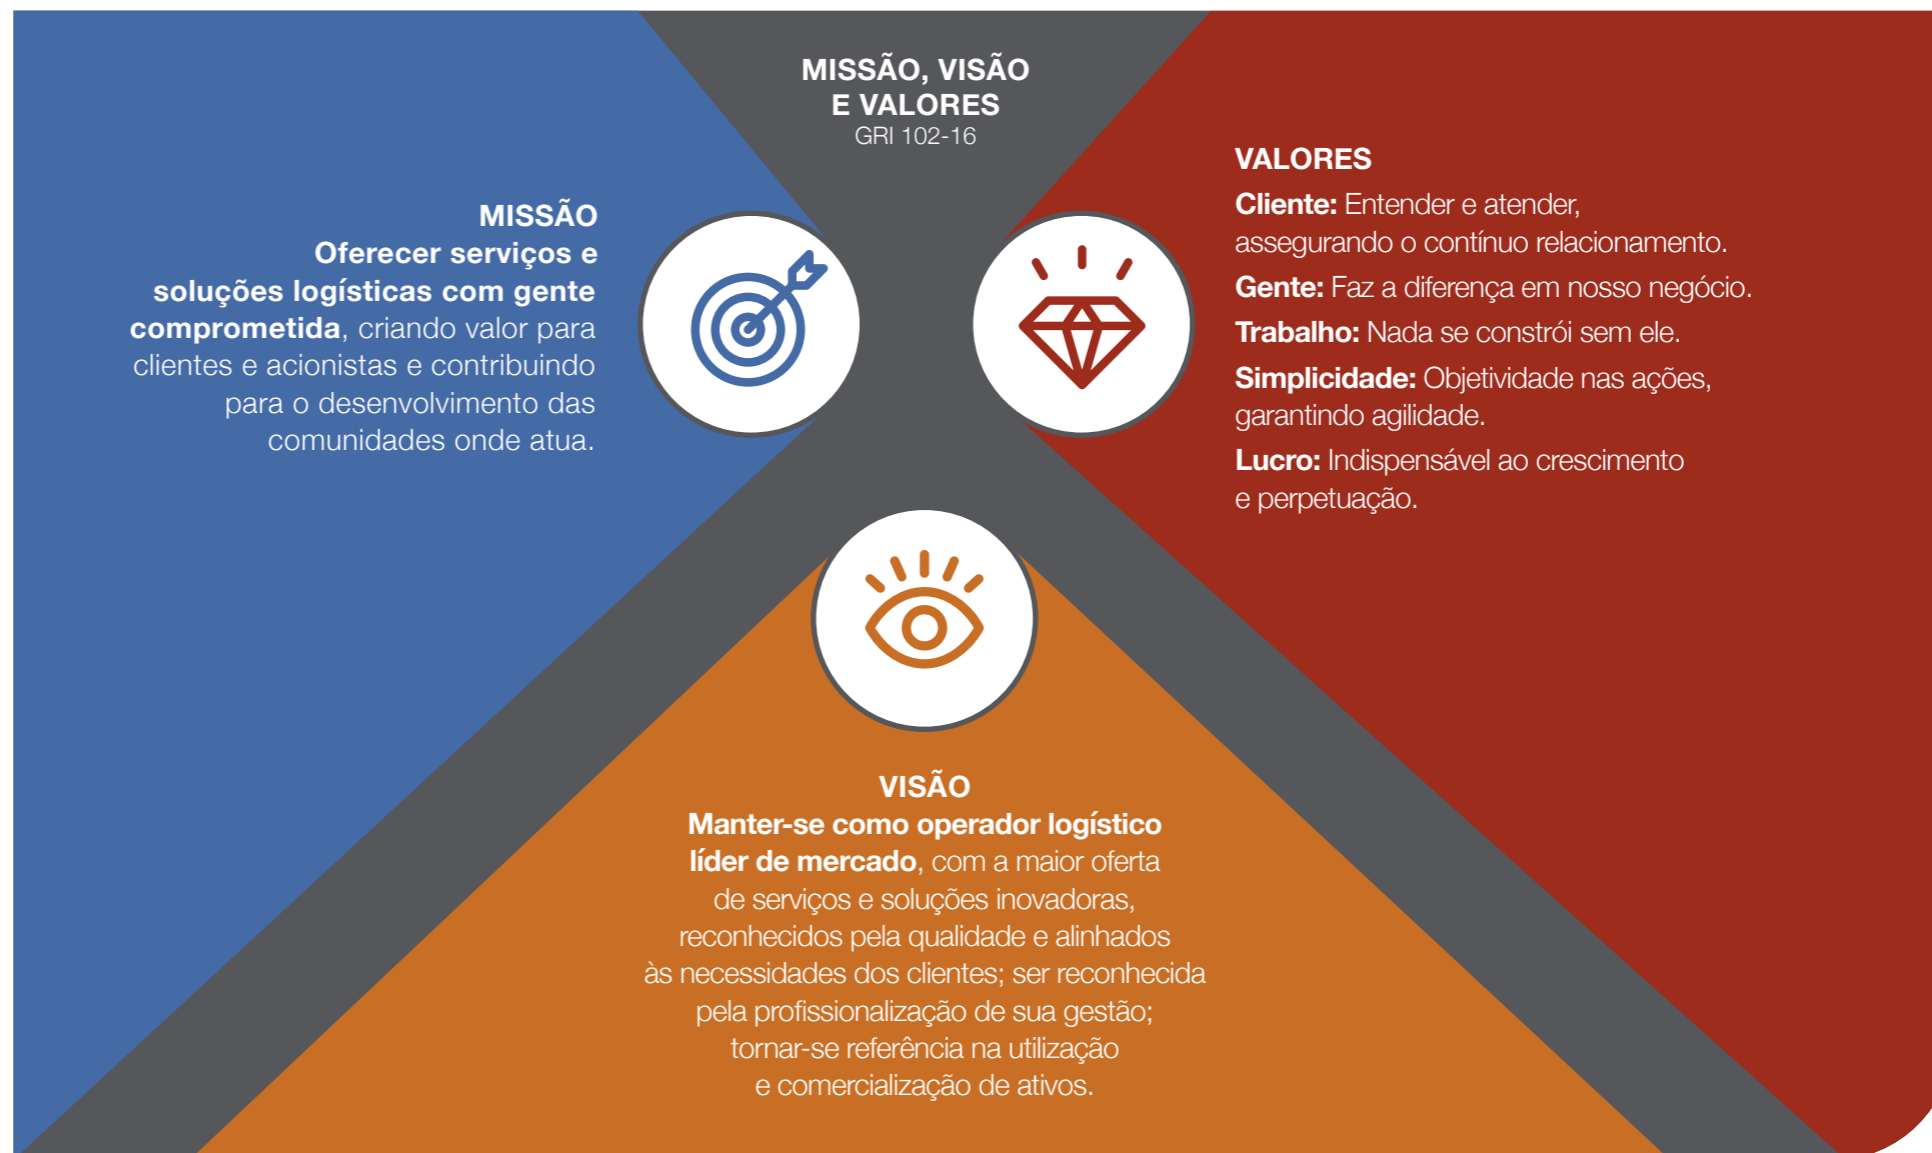 MISSÃO, VISÃO
E VALORES
GRI 102-16
MISSÃO
Oferecer serviços e
soluções logísticas com gente
comprometida, criando valor para
clientes e acionistas e contribuindo
para o desenvolvimento das
comunidades onde atua.
VALORES
Cliente: Entender e atender,
assegurando o contínuo relacionamento.
Gente: Faz a diferença em nosso negócio.
Trabalho: Nada se constrói sem ele.
Simplicidade: Objetividade nas ações,
garantindo agilidade.
Lucro: Indispensável ao crescimento
e perpetuação.
VISÃO
Manter-se como operador logístico
líder de mercado, com a maior oferta
de serviços e soluções inovadoras,
reconhecidos pela qualidade e alinhados
às necessidades dos clientes; ser reconhecida
pela profissionalização de sua gestão;
tornar-se referência na utilização
e comercialização de ativos.